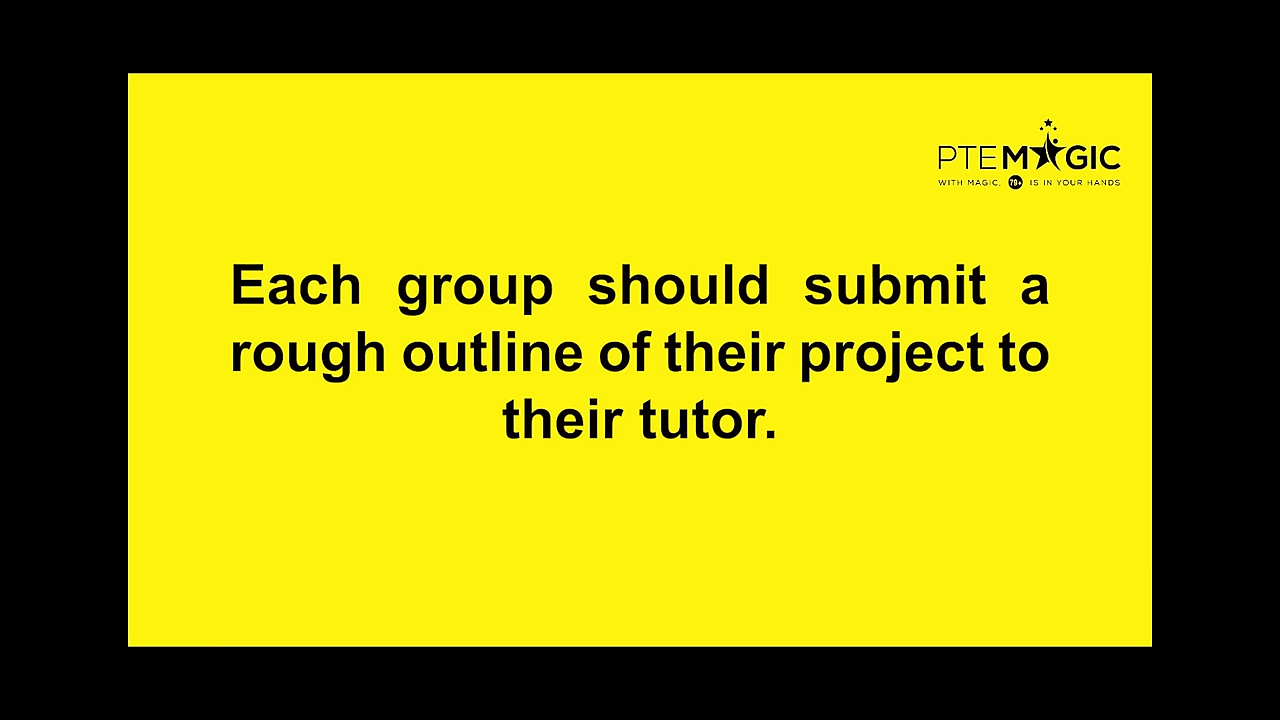 PTEMAGIC
WITH MAGIC, 79+ IS IN YOUR HANDS
Each group should submit a
rough outline of their project to
their tutor.